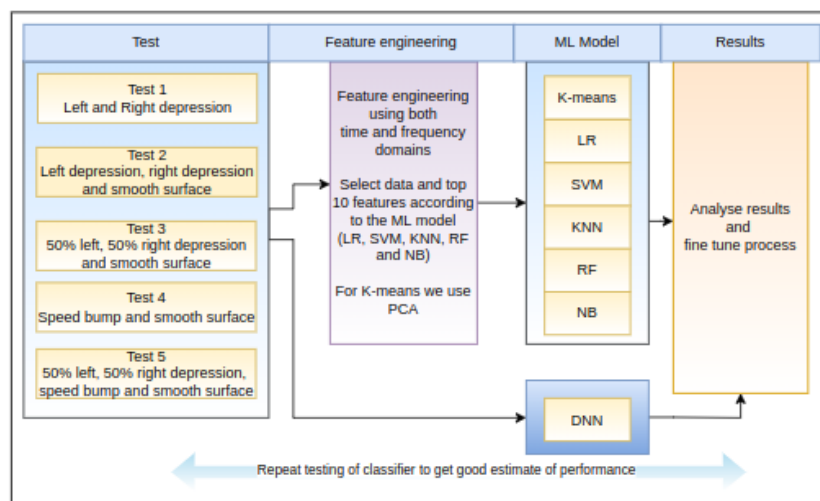 Test
Feature engineering
ML Model
Results
Test 1
Left and Right depression
Test 2
Left depression, right depression
and smooth surface
Test 3
50% left, 50% right depression
and smooth surface
Test 4
Speed bump and smooth surface
Test 5
50% left, 50% right depression,
speed bump and smooth surface
Feature engineering
using both
time and frequency
domains
Select data and top
10 features according
to the ML model
(LR, SVM, KNN, RF
and NB)
For K-means we use
PCA
K-means
LR
SVM
KNN
RF
NB
DNN
Analyse results
and
fine tune process
Repeat testing of classifier to get good estimate of performance